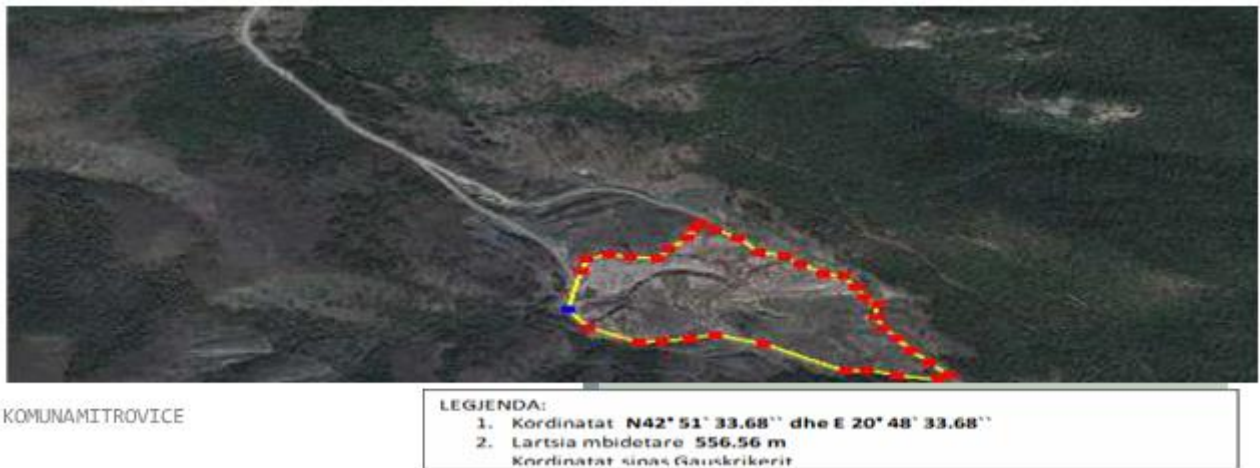 KOMUNAMITROVICE
LEGJENDA:
1. Kordinatat N42° 51` 33.68`` dhe E 20° 48` 33.68``
2. Lartsia mbidetare 556.56 m
Kordinatat sipas Gauskrikerit